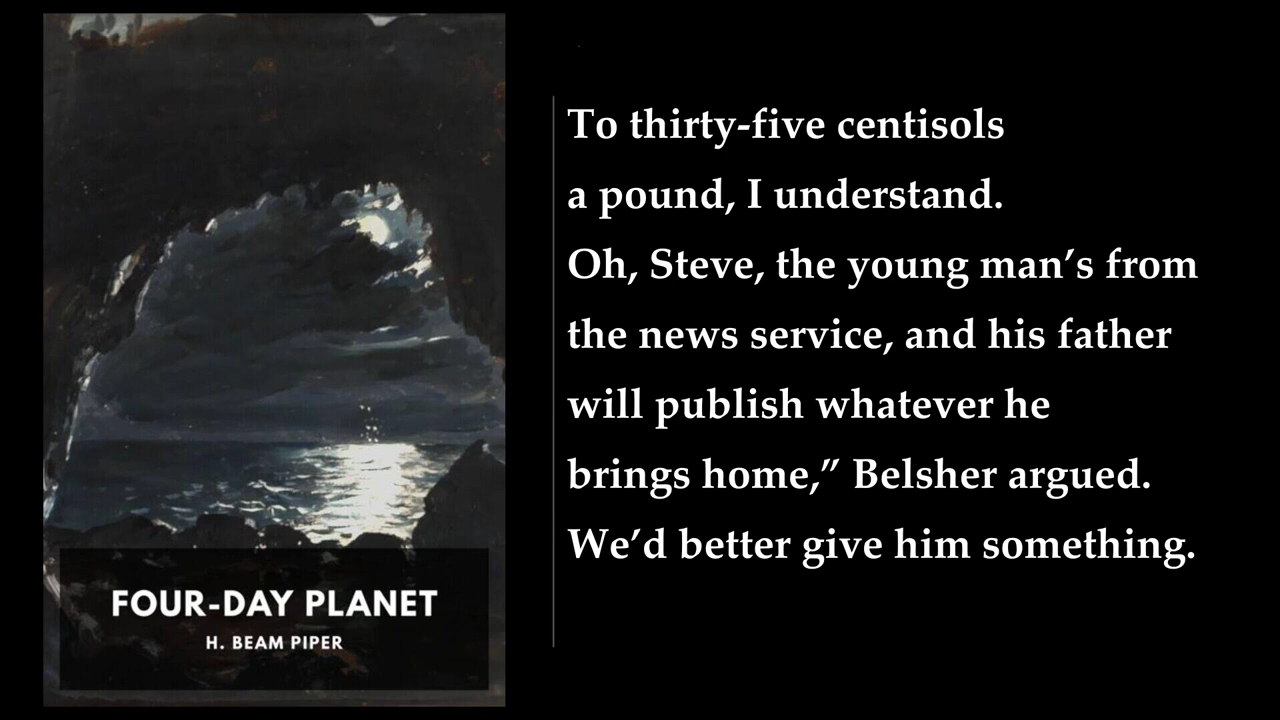 FOUR-DAY PLANET
H. BEAM PIPER
To thirty-five centisols
a pound, I understand.
Oh, Steve, the young man’s from
the news service, and his father
will publish whatever he
brings home,” Belsher argued.
We’d better give him something.